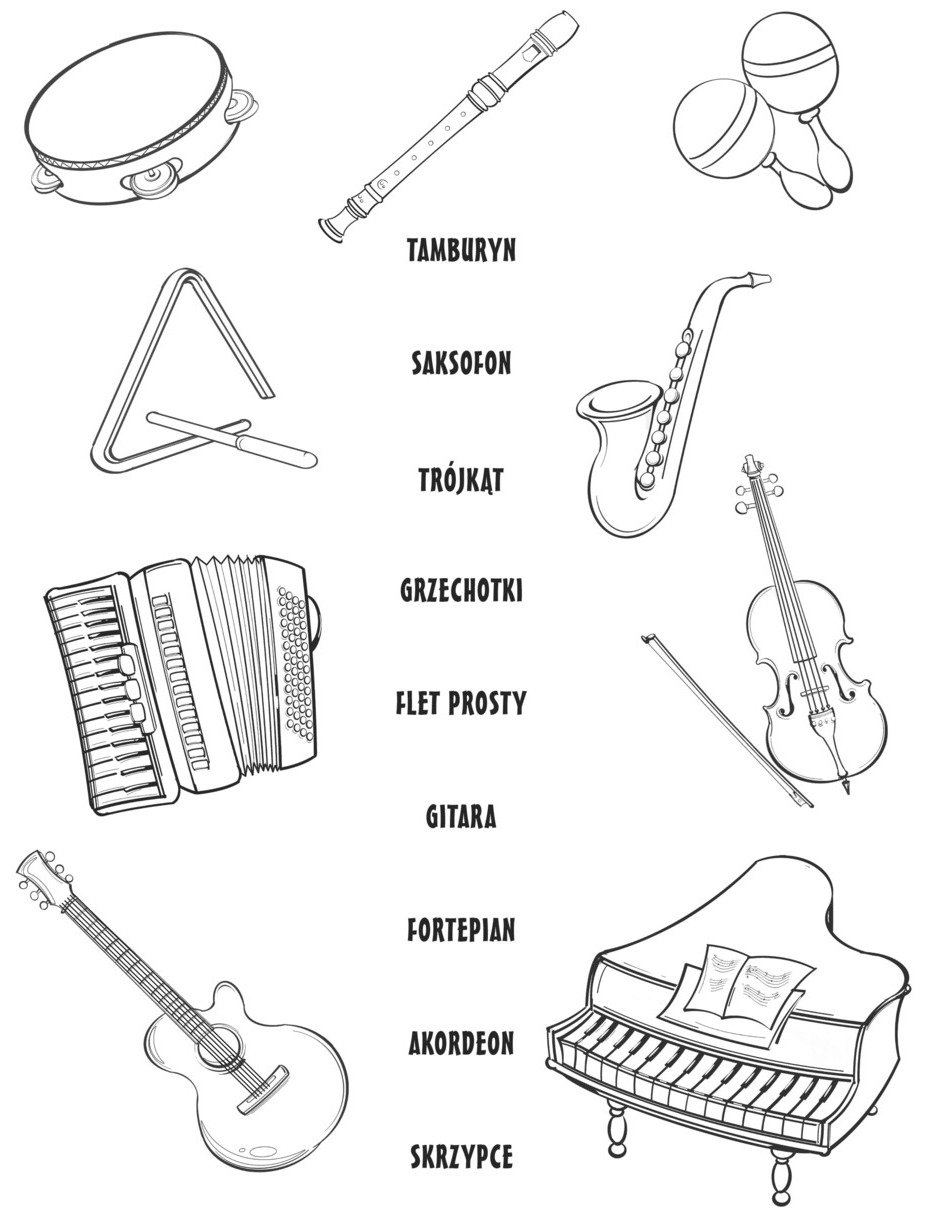 TAMBURYN
SAKSOFON
TRÓJKĄT
GRZECHOTKI
FLET PROSTY
GITARA
FORTEPIAN
AKORDEON
SKRZYPCE